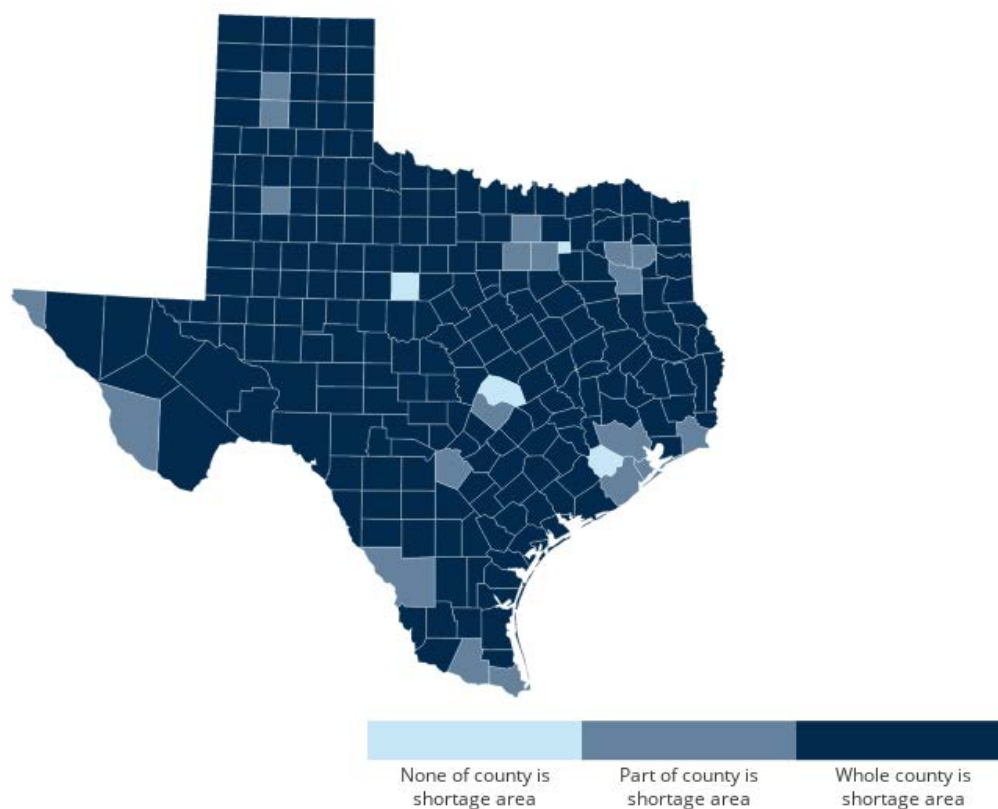 None of county is
shortage area
Part of county is
shortage area
Whole county is
shortage area